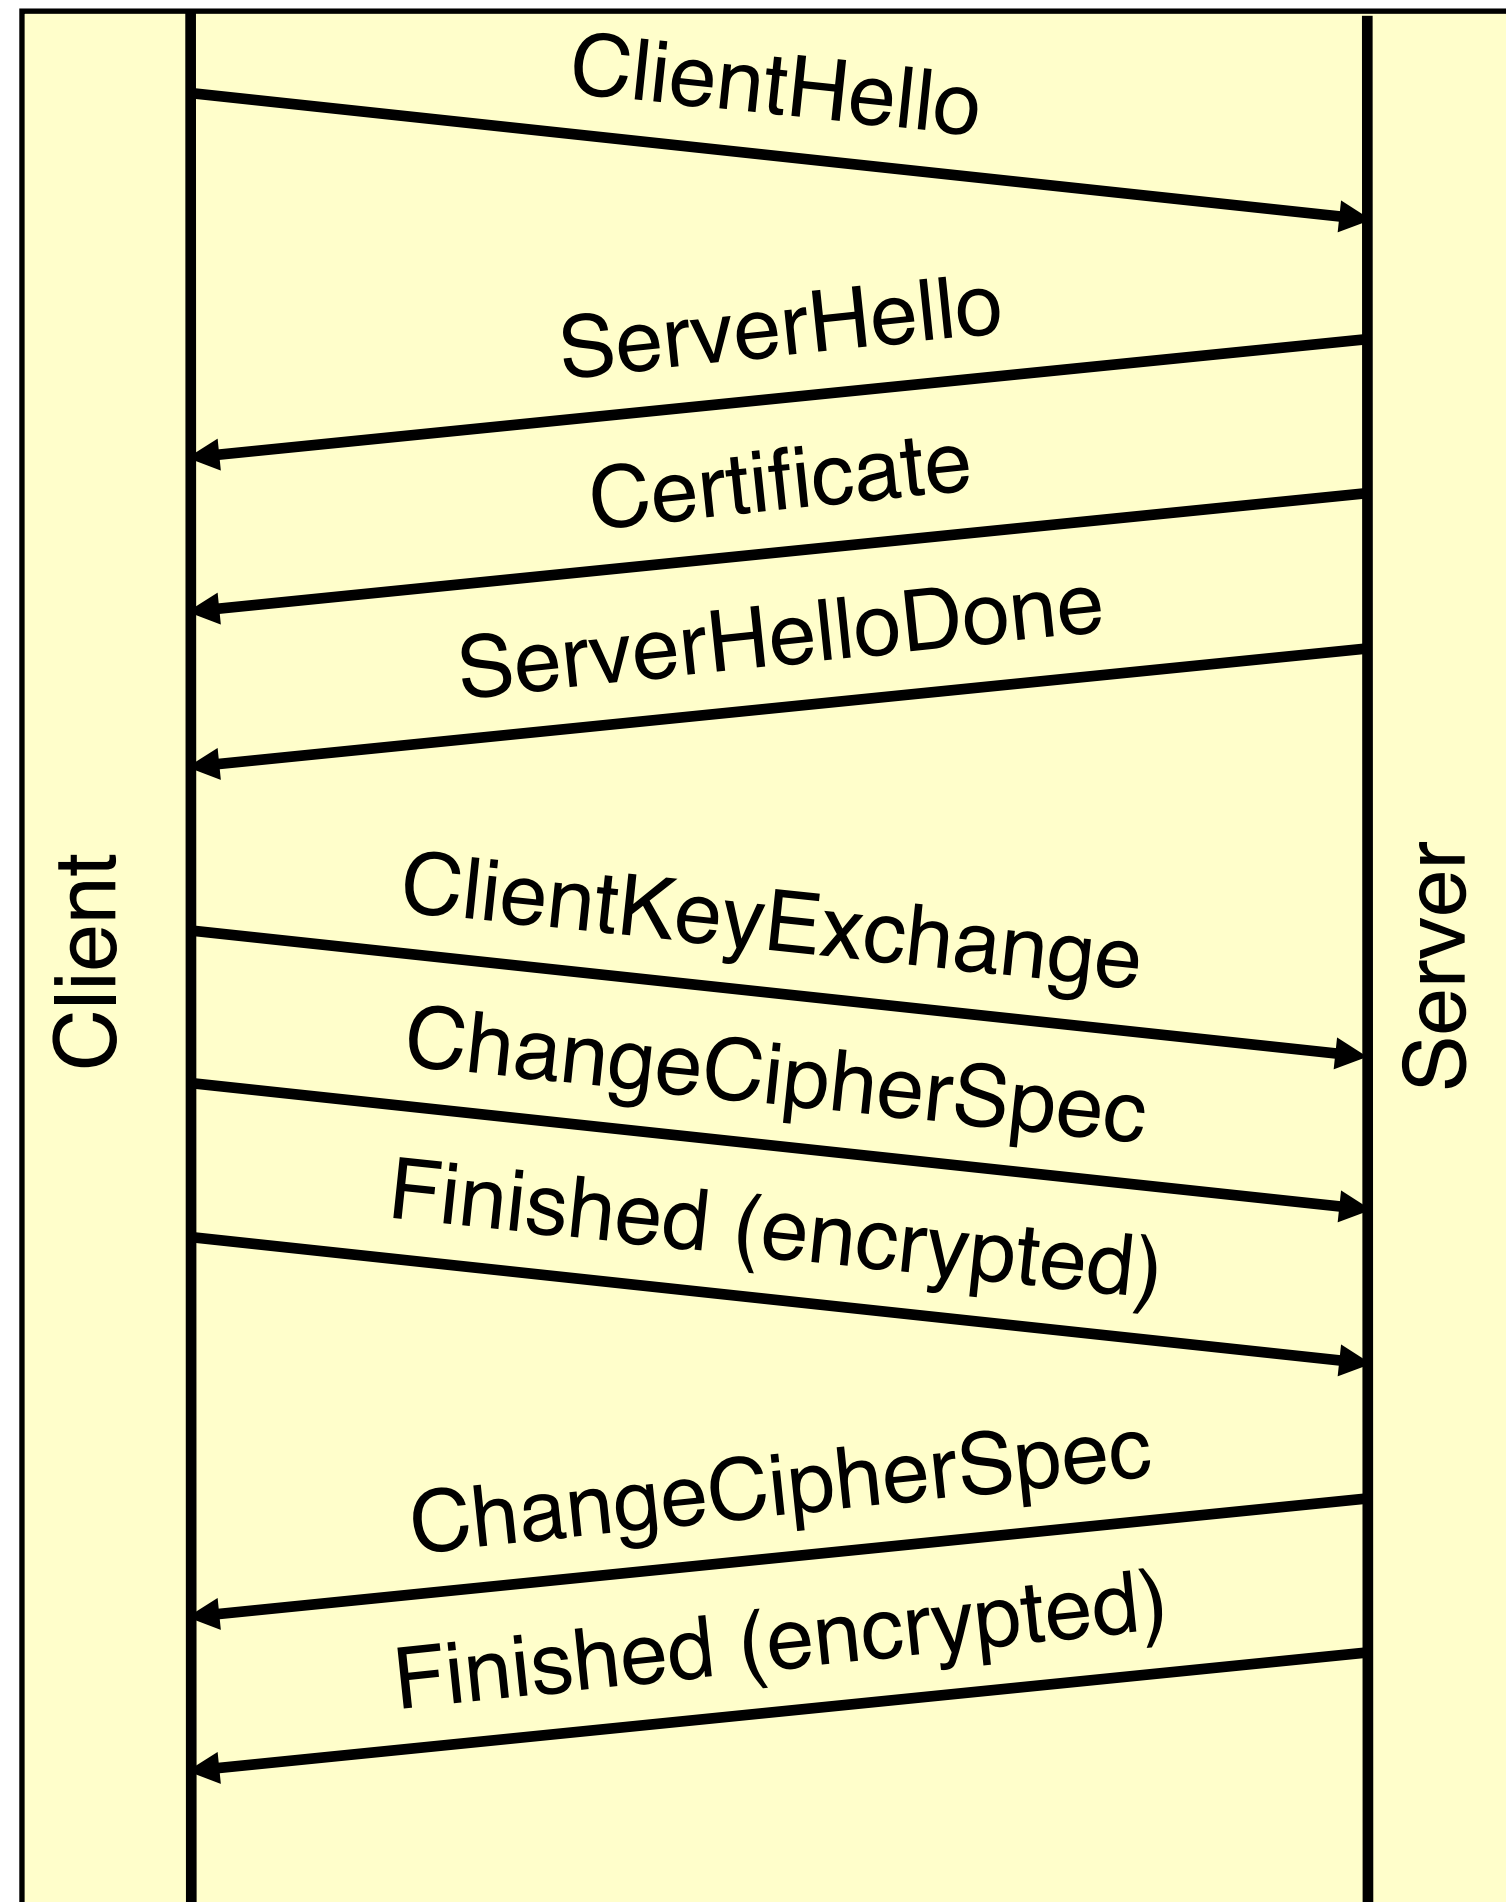 ClientHello
ServerHello
Certificate
ServerHelloDone
Client
Server
ClientKeyExchange
ChangeCipherSpec
Finished (encrypted)
ChangeCipherSpec
Finished (encrypted)